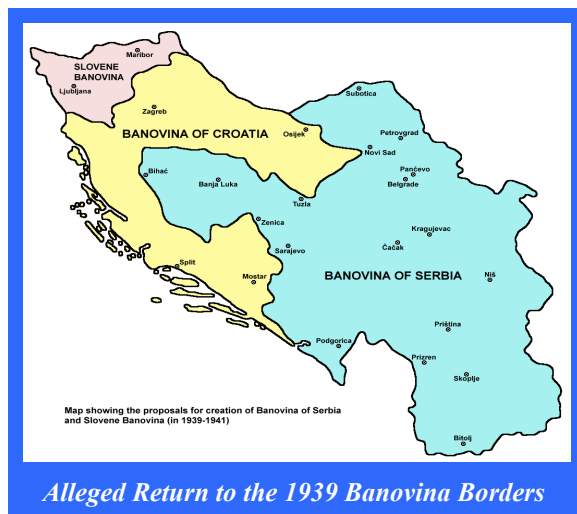 Maribor
SLOVENE
BANOVINA
Ljubljana
Zagreb
Subotica
BANOVINA OF CROATIA
Osijek
Petrovgrad
Novi Sad
Bihać
Banja Luka
Pančevo
Belgrade
Tuzla
Zenica
Kragujevac
Čačak
Sarajevo
Split
Mostar
BANOVINA OF SERBIA
Niš
Priština
Podgorica
Prizren
Skoplje
Map showing the proposals for creation of Banovina of Serbia
and Slovene Banovina (in 1939-1941)
Bitolj
Alleged Return to the 1939 Banovina Borders